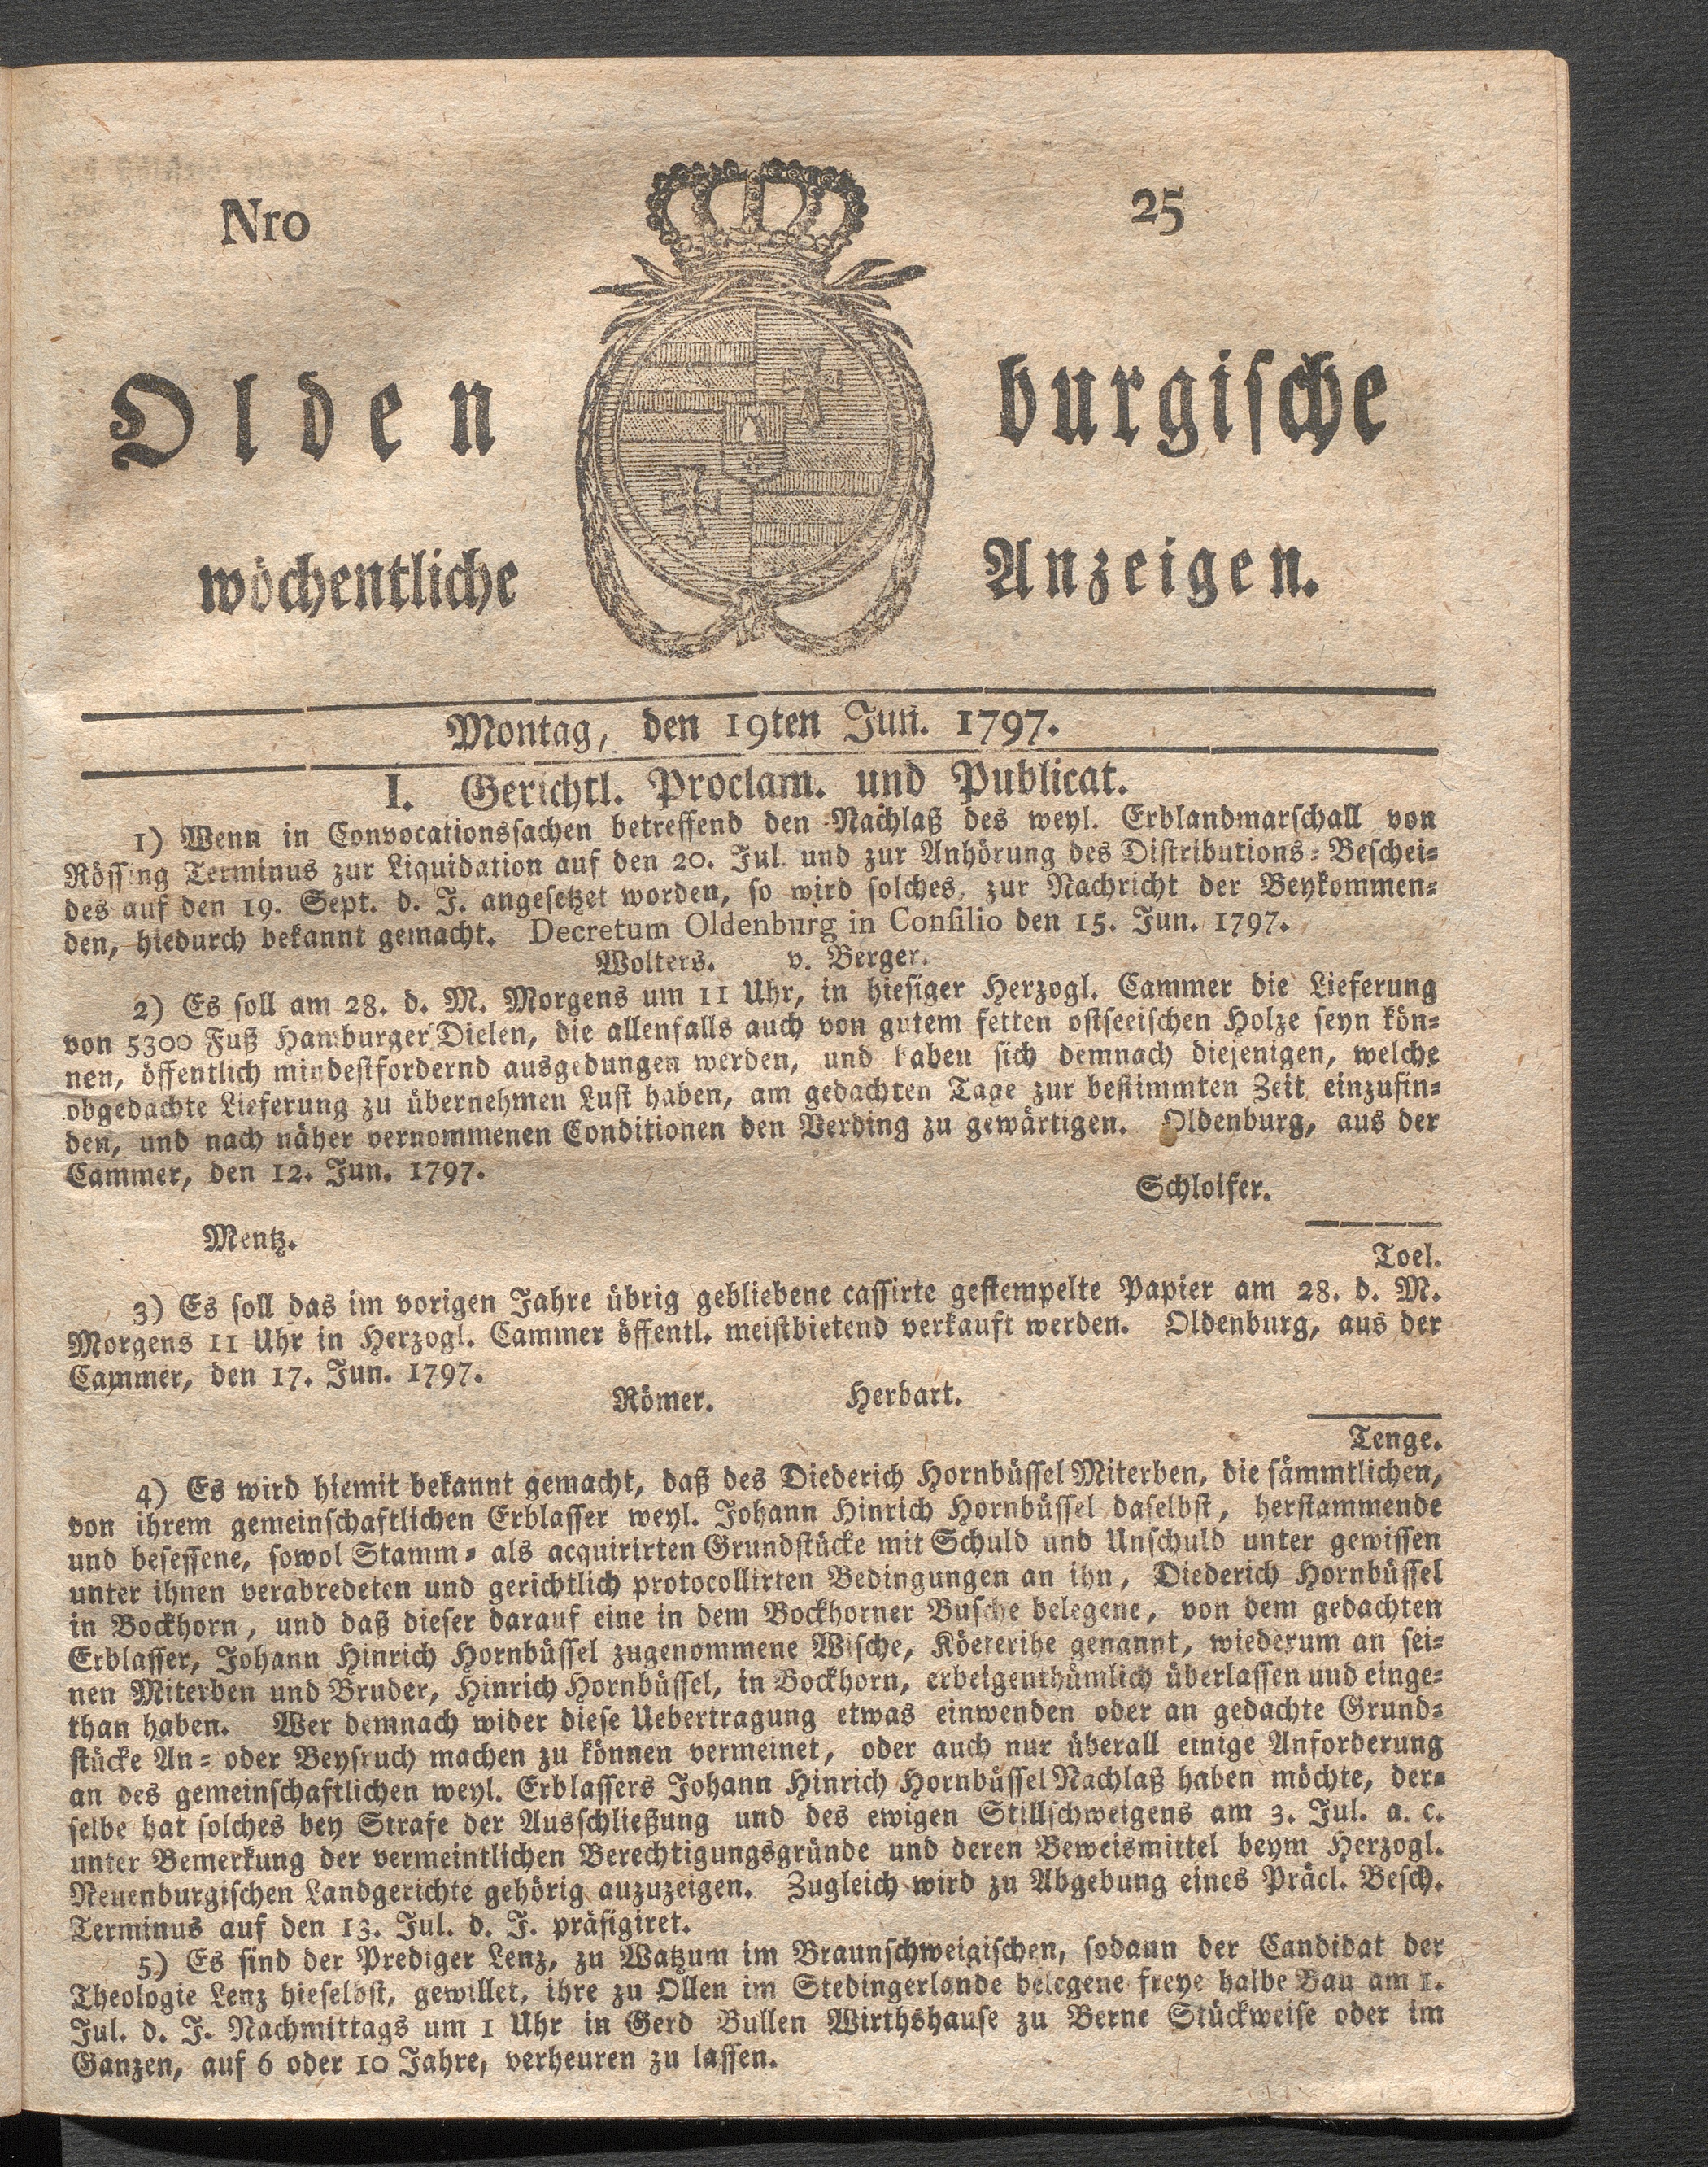 Nro 25
Oldenburgische
wöchentliche Anzeigen.
Montag, den 19ten Jun. 1797.
I. Gerichtl. Proclam. und Publicat.
1) Wenn in Convocationssachen betreffend den Nachlaß des weyl. Erblandmarschall von
Rössing Terminus zur Liquidation auf den 20. Jul. und zur Anhörung des Distributions-Beschei-
des auf den 19. Sept. d. J. angesetzet worden, so wird solches, zur Nachricht der Beykommen-
den, hiedurch bekannt gemacht. Decretum Oldenburg in Consilio den 15. Jun. 1797.
Wolters. v. Berger.
2) Es soll am 28. d. M. Morgens um 11 Uhr, in hiesiger Herzogl. Cammer die Lieferung
von 5300 Fuß Hamburger Dielen, die allenfalls auch von gutem fetten ostseeischen Holze seyn kön-
nen, öffentlich mindestfordernd ausgedungen werden, und haben sich demnach diejenigen, welche
obgedachte Lieferung zu übernehmen Lust haben, am gedachten Tage zur bestimmten Zeit einzufin-
den, und nach näher vernommenen Conditionen den Verding zu gewärtigen. Oldenburg, aus der
Cammer, den 12. Jun. 1797.
Schloifer.
Mentz.
Toel.
3) Es soll das im vorigen Jahre übrig gebliebene cassirte gestempelte Papier am 28. d. M.
Morgens 11 Uhr in Herzogl. Cammer öffentl. meistbietend verkauft werden. Oldenburg, aus der
Cammer, den 17. Jun. 1797.
Römer. Herbart.
Tenge.
4) Es wird hiemit bekannt gemacht, daß des Diederich Hornbüssel Miterben, die sämmtlichen,
von ihrem gemeinschaftlichen Erblasser weyl. Johann Hinrich Hornbüssel daselbst, herstammende
und besessene, sowol Stamm- als acquirirten Grundstücke mit Schuld und Unschuld unter gewissen
unter ihnen verabredeten und gerichtlich protocollirten Bedingungen an ihn, Diederich Hornbüssel
in Bockhorn, und daß dieser darauf eine in dem Bockhorner Busche belegene, von dem gedachten
Erblasser, Johann Hinrich Hornbüssel zugenommene Wische, Köeterihe genannt, wiederum an sei-
nen Miterben und Bruder, Hinrich Hornbüssel, in Bockhorn, erbeigenthümlich überlassen und einge-
than haben. Wer demnach wider diese Uebertragung etwas einwenden oder an gedachte Grund-
stücke An- oder Beyspruch machen zu können vermeinet, oder auch nur überall einige Anforderung
an des gemeinschaftlichen weyl. Erblassers Johann Hinrich Hornbüssel Nachlaß haben möchte, der-
selbe hat solches bey Strafe der Ausschließung und des ewigen Stillschweigens am 3. Jul. a. c.
unter Bemerkung der vermeintlichen Berechtigungsgründe und deren Beweismittel beym Herzogl.
Neuenburgischen Landgerichte gehörig anzuzeigen. Zugleich wird zu Abgebung eines Präcl. Besch.
Terminus auf den 13. Jul. d. J. präfigiret.
5) Es sind der Prediger Lenz, zu Watzum im Braunschweigischen, sodann der Candidat der
Theologie Lenz hieselbst, gewillet, ihre zu Ollen im Stedingerlande belegene freye halbe Bau am 1.
Jul. d. J. Nachmittags um 1 Uhr in Gerd Bullen Wirthshause zu Berne Stückweise oder im
Ganzen, auf 6 oder 10 Jahre, verheuren zu lassen.